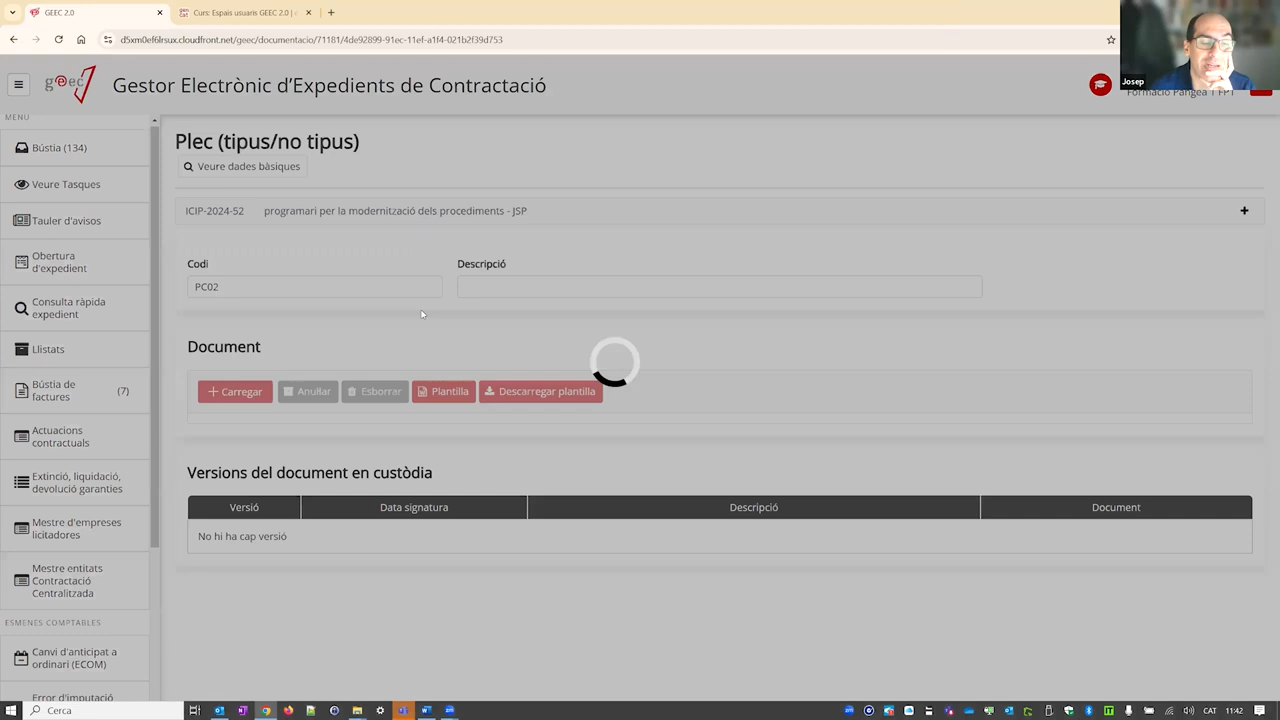 GEEC 2.0
Curs: Espais usuaris GEEC 2.0 |
d5xm0ef6lrsux.cloudfront.net/geec/documentacio/71181/4de92899-91ec-11ef-a1f4-021b2f39d753
Josep
geec
Gestor Electrònic d'Expedients de Contractació
Formació Pangea 1 FP1
MENÚ
Bústia (134)
Veure Tasques
Tauler d'avisos
Obertura
d'expedient
Consulta ràpida
expedient
Llistats
Bústia de
factures
(7)
Actuacions
contractuals
Extinció, liquidació,
devolució garanties
Mestre d'empreses
licitadores
Mestre entitats
Contractació
Centralitzada
ESMENES COMPTABLES
Canvi d'anticipat a
ordinari (ECOM)
Error d'imputació
Plec (tipus/no tipus)
Veure dades bàsiques
ICIP-2024-52 programari per la modernització dels procediments - JSP
Codi Descripció
PC02
Document
Carregar Anul·lar Esborrar Plantilla Descarregar plantilla
Versions del document en custòdia
Versió Data signatura Descripció Document
No hi ha cap versió
Cerca
CAT 11:42